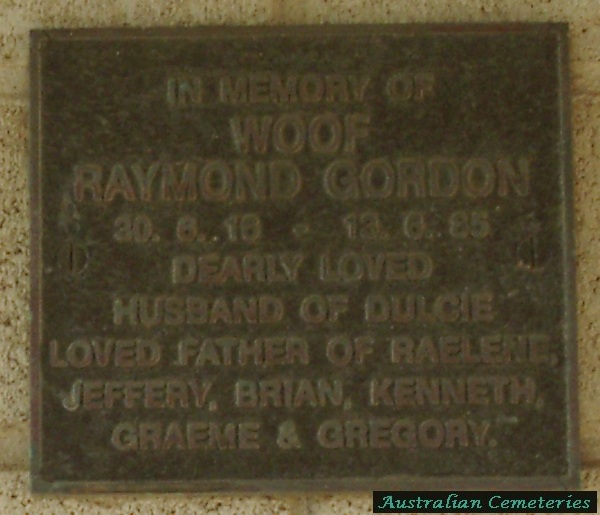 IN MEMORY OF
WOOF
RAYMOND GORDON
30. 6. 16 - 13. 6. 85
DEARLY LOVED
HUSBAND OF DULCIE
LOVED FATHER OF RAELENE,
JEFFERY, BRIAN, KENNETH,
GRAEME & GREGORY.
Australian Cemeteries